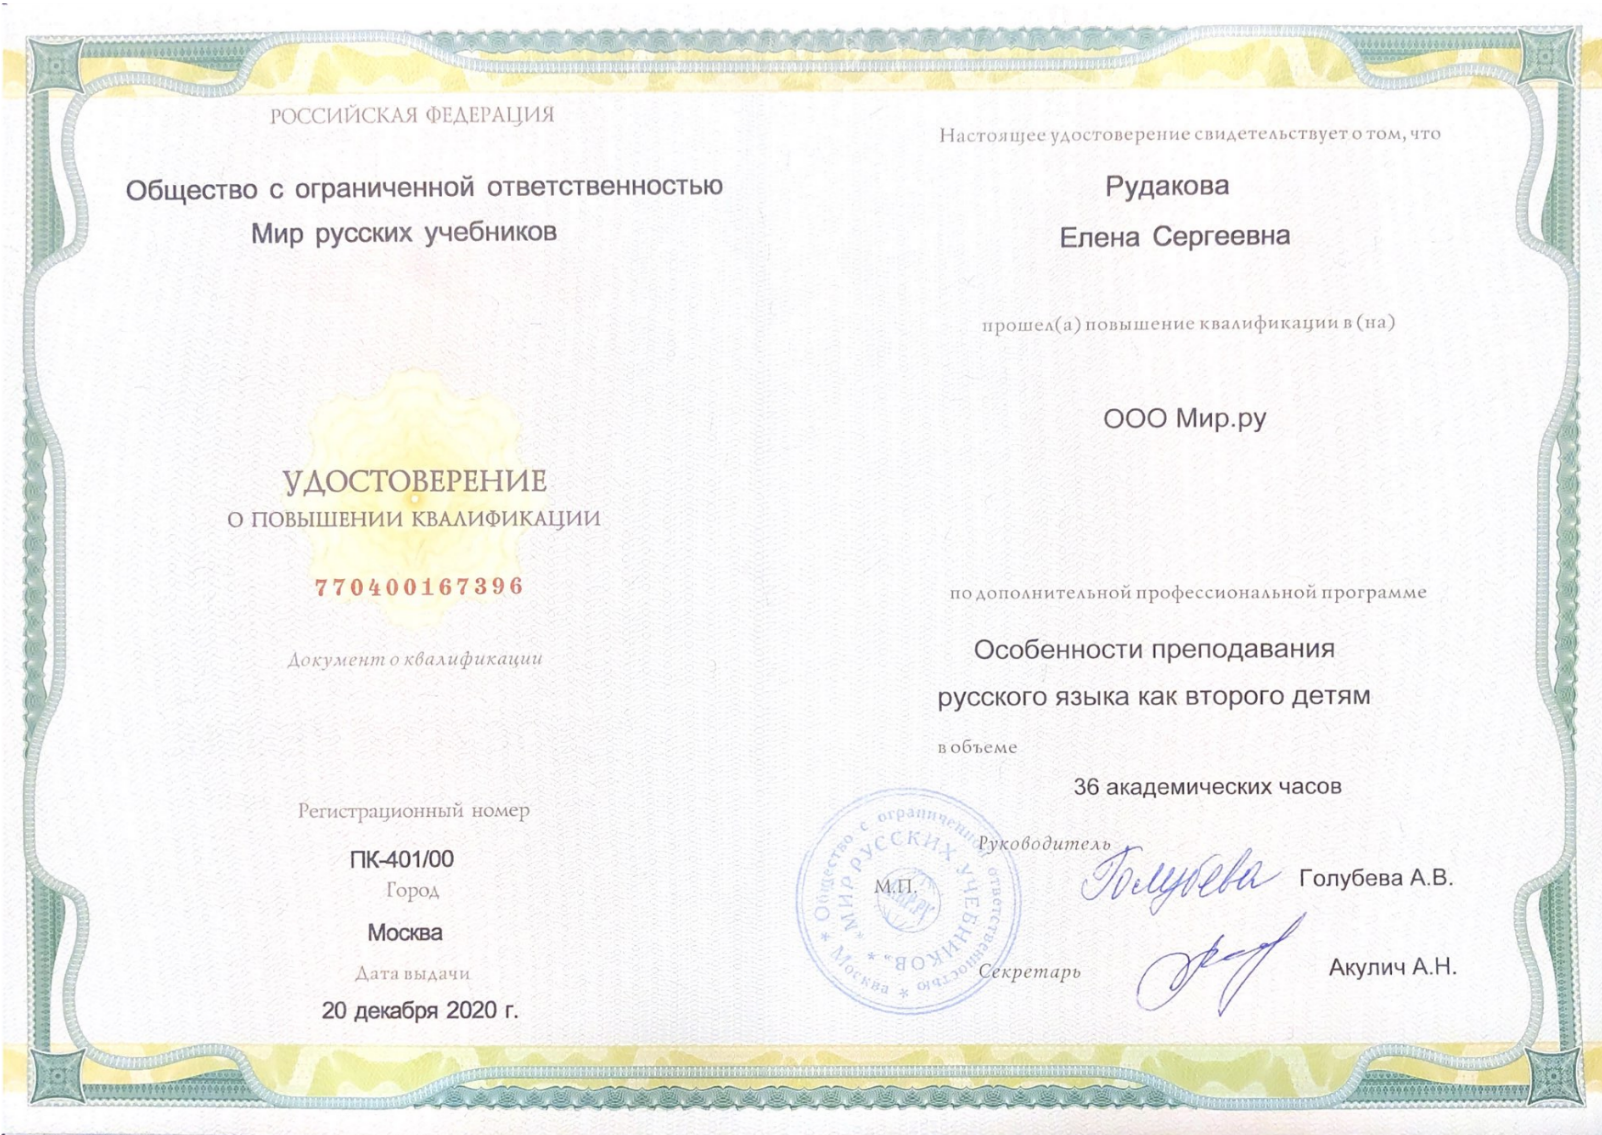 РОССИЙСКАЯ ФЕДЕРАЦИЯ
Общество с ограниченной ответственностью
Мир русских учебников
УДОСТОВЕРЕНИЕ
О ПОВЫШЕНИИ КВАЛИФИКАЦИИ
770400167396
Документ о квалификации
Регистрационный номер
ПК-401/00
Город
Москва
Дата выдачи
20 декабря 2020 г.
Настоящее удостоверение свидетельствует о том, что
Рудакова
Елена Сергеевна
прошел(а) повышение квалификации в (на)
ООО Мир.ру
по дополнительной профессиональной программе
Особенности преподавания
русского языка как второго детям
в объеме
36 академических часов
Руководитель
Голубева
Голубева А.В.
М.П.
Секретарь
Акулич А.Н.
* Общество с ограниченной ответственностью * Москва
* МИР РУССКИХ УЧЕБНИКОВ" *